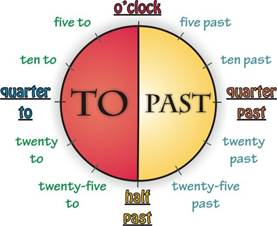 o'clock
five to
five past
ten to
ten past
quarter
to
TO
PAST
quarter
past
twenty
to
twenty
past
twenty-five
to
half
past
twenty-five
past